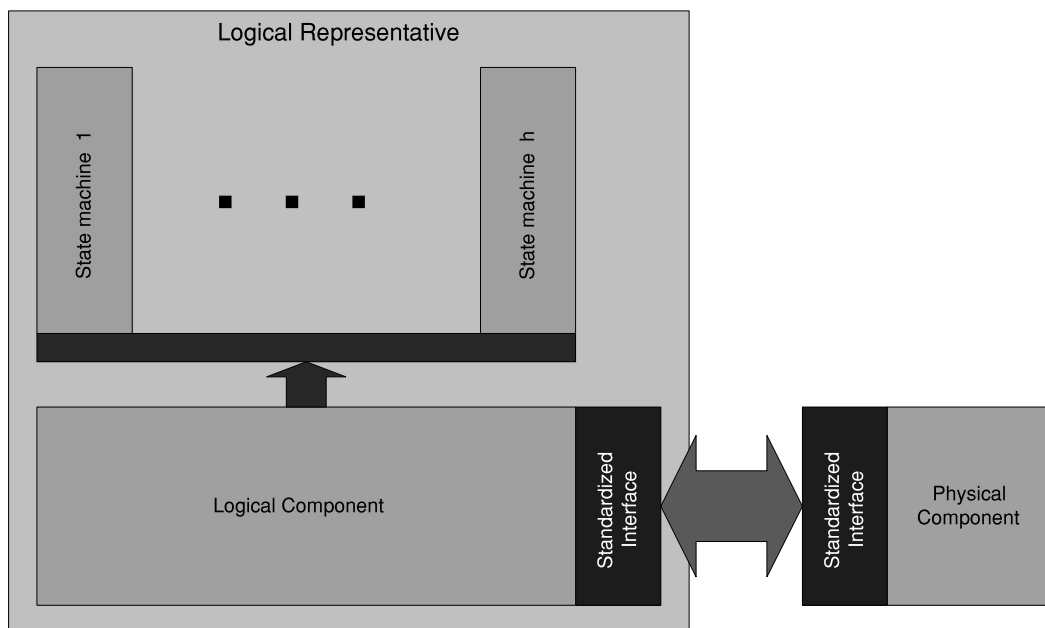 Logical Representative
State machine 1
State machine h
Logical Component
Standardized
Interface
Standardized
Interface
Physical
Component